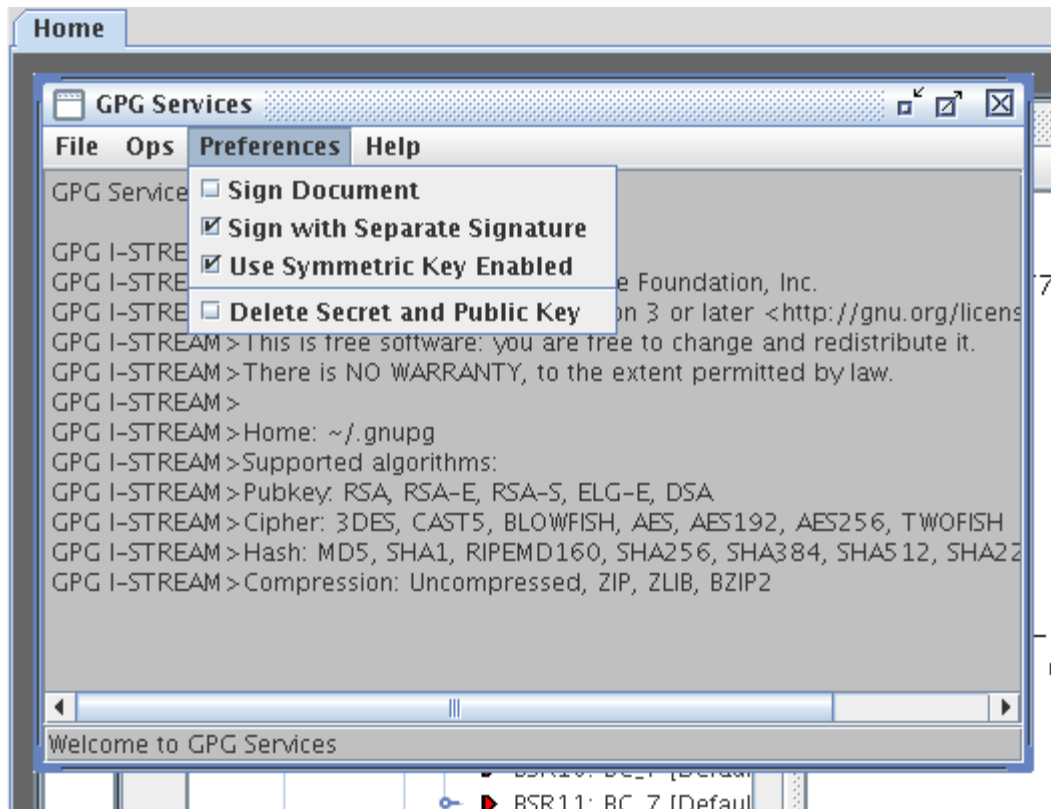 Home
GPG Services
File Ops Preferences Help
GPG Service
Sign Document
Sign with Separate Signature
GPG I-STRE
Use Symmetric Key Enabled
GPG I-STRE e Foundation, Inc.
Delete Secret and Public Key
GPG I-STRE on 3 or later <http://gnu.org/licens
GPG I-STREAM>This is free software: you are free to change and redistribute it.
GPG I-STREAM>There is NO WARRANTY, to the extent permitted by law.
GPG I-STREAM>
GPG I-STREAM>Home: ~/.gnupg
GPG I-STREAM>Supported algorithms:
GPG I-STREAM>Pubkey: RSA, RSA-E, RSA-S, ELG-E, DSA
GPG I-STREAM>Cipher: 3DES, CAST5, BLOWFISH, AES, AES192, AES256, TWOFISH
GPG I-STREAM>Hash: MD5, SHA1, RIPEMD160, SHA256, SHA384, SHA512, SHA22
GPG I-STREAM>Compression: Uncompressed, ZIP, ZLIB, BZIP2
Welcome to GPG Services
BSR10: BC_7 [Defaul
BSR11: BC_7 [Defaul